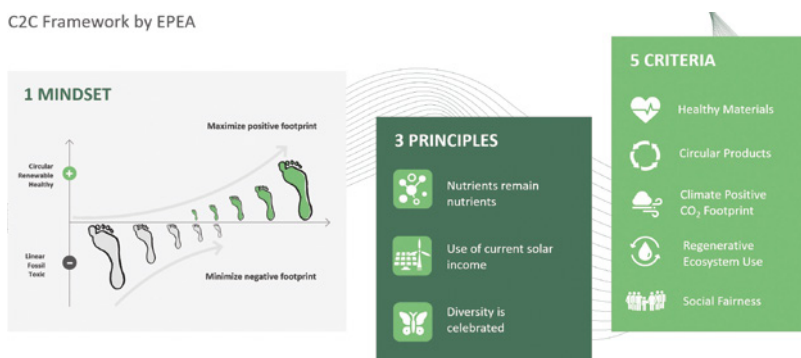 C2C Framework by EPEA
1 MINDSET
Maximize positive footprint
Circular
Renewable
Healthy
Linear
Fossil
Toxic
Minimize negative footprint
3 PRINCIPLES
Nutrients remain
nutrients
Use of current solar
income
Diversity is
celebrated
5 CRITERIA
Healthy Materials
Circular Products
Climate Positive
CO₂ Footprint
Regenerative
Ecosystem Use
Social Fairness